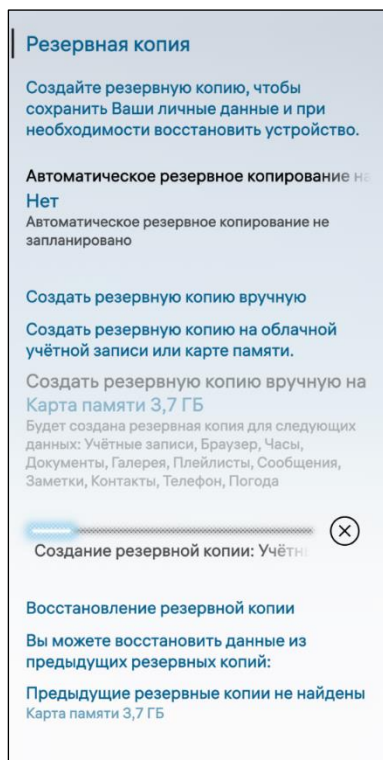 Резервная копия
Создайте резервную копию, чтобы
сохранить Ваши личные данные и при
необходимости восстановить устройство.
Автоматическое резервное копирование на
Нет
Автоматическое резервное копирование не
запланировано
Создать резервную копию вручную
Создать резервную копию на облачной
учётной записи или карте памяти.
Создать резервную копию вручную на
Карта памяти 3,7 ГБ
Будет создана резервная копия для следующих
данных: Учётные записи, Браузер, Часы,
Документы, Галерея, Плейлисты, Сообщения,
Заметки, Контакты, Телефон, Погода
Создание резервной копии: Учётн
Восстановление резервной копии
Вы можете восстановить данные из
предыдущих резервных копий:
Предыдущие резервные копии не найдены
Карта памяти 3,7 ГБ